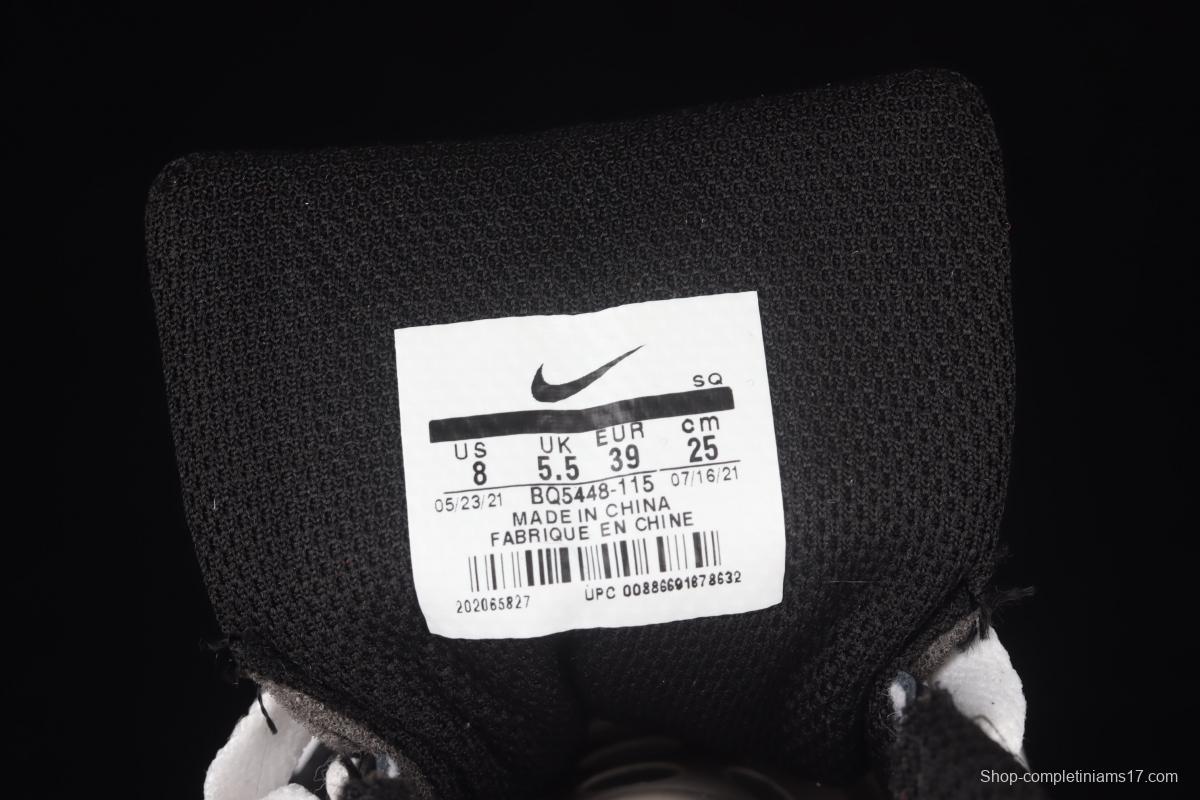 SQ
US UK EUR cm
8 5.5 39 25
05/23/21 BQ5448-115 07/16/21
MADE IN CHINA
FABRIQUE EN CHINE
202065827 UPC 00886691678632
Shop-completiniams17.com